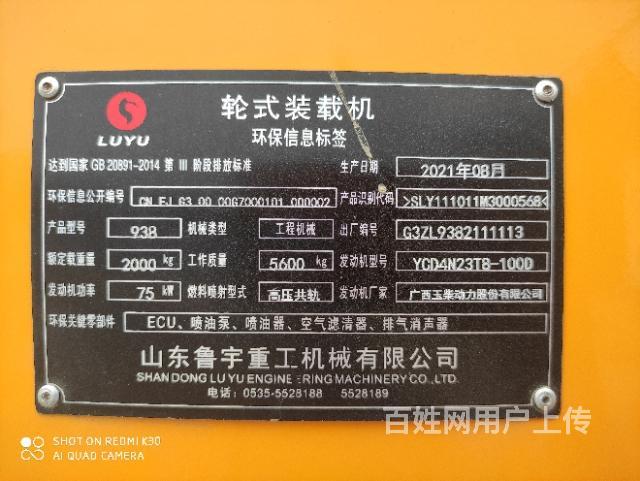 LUYU
轮式装载机
环保信息标签
达到国家 GB 20891-2014 第 III 阶段排放标准 生产日期 2021年08月
环保信息公开编号 CN FJ G3 00 00G7000101 000002 产品识别代码 >SLY111011M3000568<
产品型号 938 机械类型 工程机械 出厂编号 G3ZL9382111113
额定载重量 2000 kg 工作质量 5600 kg 发动机型号 YCD4N23T8-100D
发动机功率 75 kW 燃料喷射型式 高压共轨 发动机厂家 广西玉柴动力股份有限公司
环保关键零部件 ECU、喷油泵、喷油器、空气滤清器、排气消声器
山东鲁宇重工机械有限公司
SHANDONG LUYU ENGINEERING MACHINERY CO.,LTD.
电话：0535-5528188 5528189
百姓网用户上传
SHOT ON REDMI K30
AI QUAD CAMERA